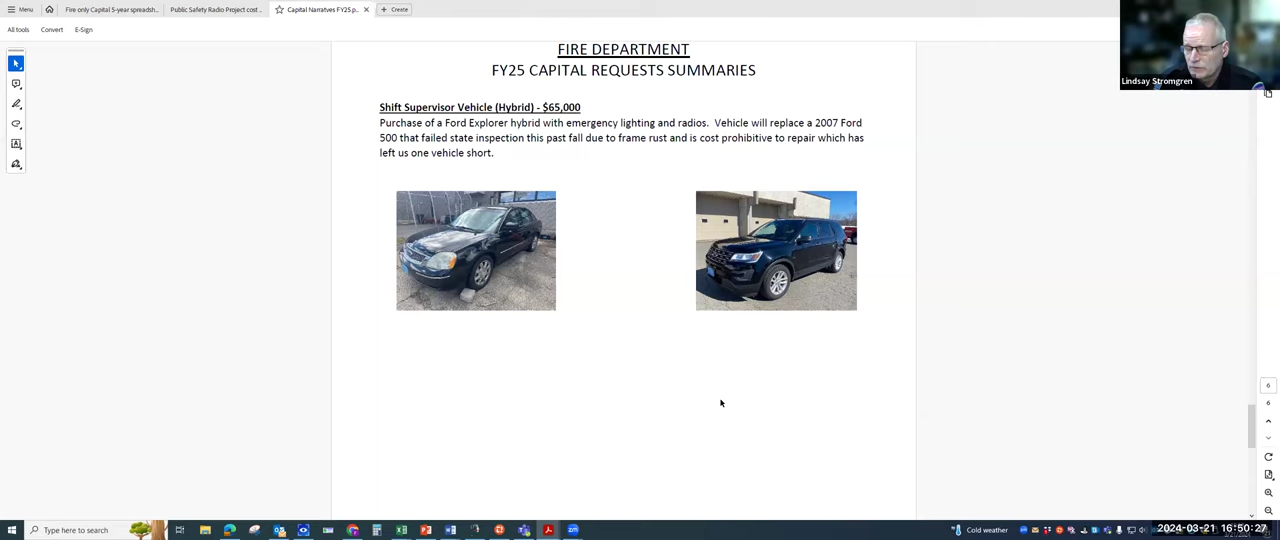 Menu
Fire only Capital 5-year spreadsh...
Public Safety Radio Project cost ...
Capital Narratives FY25 p...
Create
All tools
Convert
E-Sign
Lindsay Stromgren
FIRE DEPARTMENT
FY25 CAPITAL REQUESTS SUMMARIES
Shift Supervisor Vehicle (Hybrid) - $65,000
Purchase of a Ford Explorer hybrid with emergency lighting and radios. Vehicle will replace a 2007 Ford
500 that failed state inspection this past fall due to frame rust and is cost prohibitive to repair which has
left us one vehicle short.
6
6
Type here to search
Cold weather
2024-03-21 16:50:27